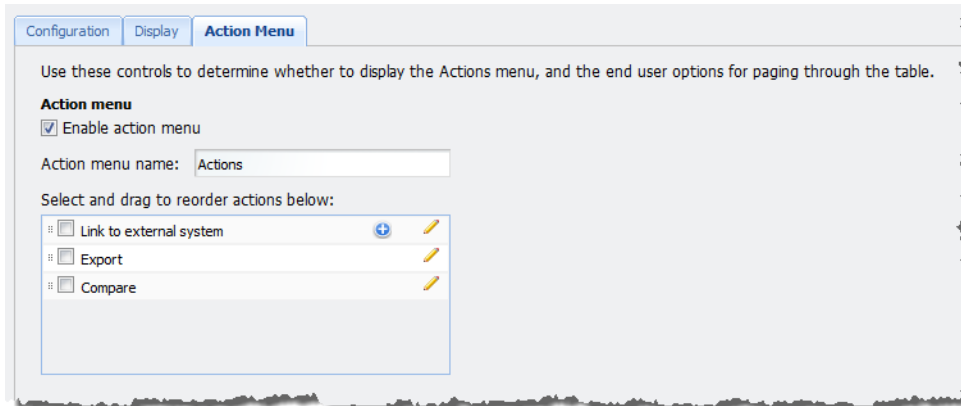 Configuration Display Action Menu
Use these controls to determine whether to display the Actions menu, and the end user options for paging through the table.
Action menu
Enable action menu
Action menu name: Actions
Select and drag to reorder actions below:
Link to external system
Export
Compare